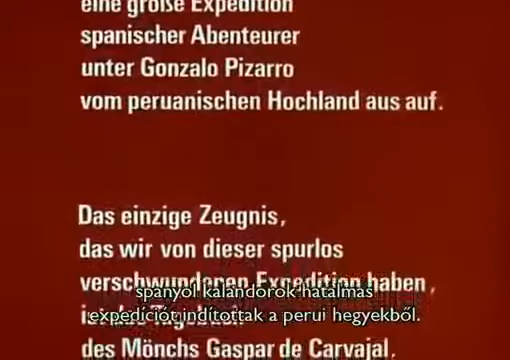 eine große Expedition
spanischer Abenteurer
unter Gonzalo Pizarro
vom peruanischen Hochland aus auf.
Das einzige Zeugnis,
das wir von dieser spurlos
verschwundenen Expedition haben,
spanyol kalandorok hatalmas
expedíciót indítottak a perui hegyekből.
des Mönchs Gaspar de Carvajal.